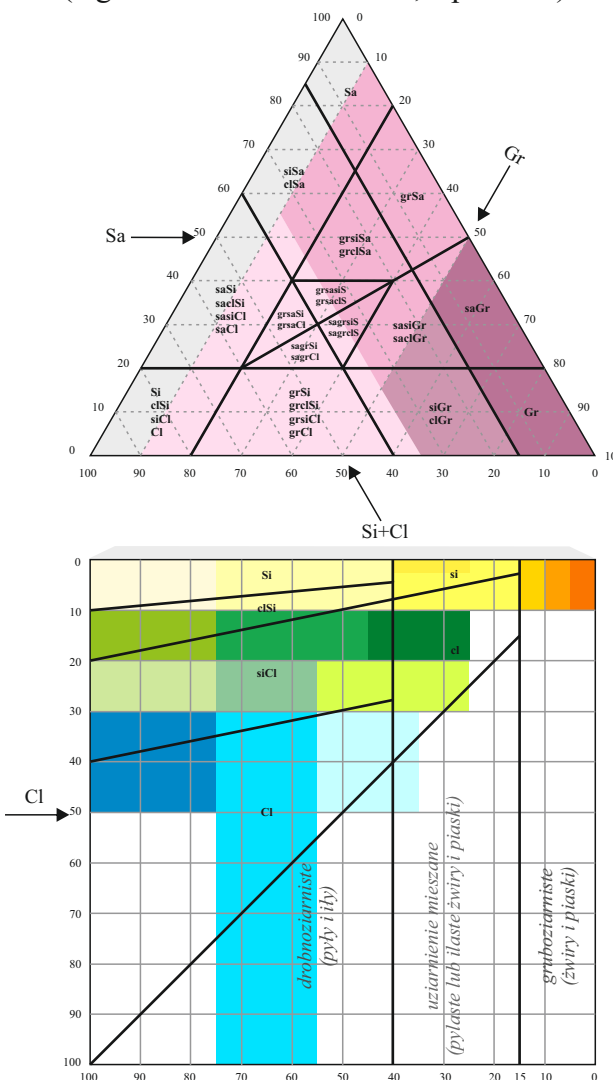 100 0
90 10
Sa
80 20
70 30
Gr
siSa
clSa
60 40
grSa
Sa
50 50
grsiSa
grclSa
40 60
saSi
saclSi
sasiCl
saCl
grsasiS
grsaclS
saGr
grsaSi
grsaCl
sagrsiS
sagrclS
sasiGr
saclGr
30 70
sagrSi
sagrCl
20 80
Si
clSi
siCl
Cl
grSi
grclSi
grsiCl
grCl
siGr
clGr
Gr
10 90
0
100 90 80 70 60 50 40 30 20 10 0
Si+Cl
0
Si
si
clSi
10
cl
20
siCl
30
40
Cl
50
Cl
60
70
80
90
100
drobnoziarniste
(pyły i iły)
uziarnienie mieszane
(pylaste lub ilaste żwiry i piaski)
gruboziarniste
(żwiry i piaski)
100 90 80 70 60 50 40 30 20 15 10 0